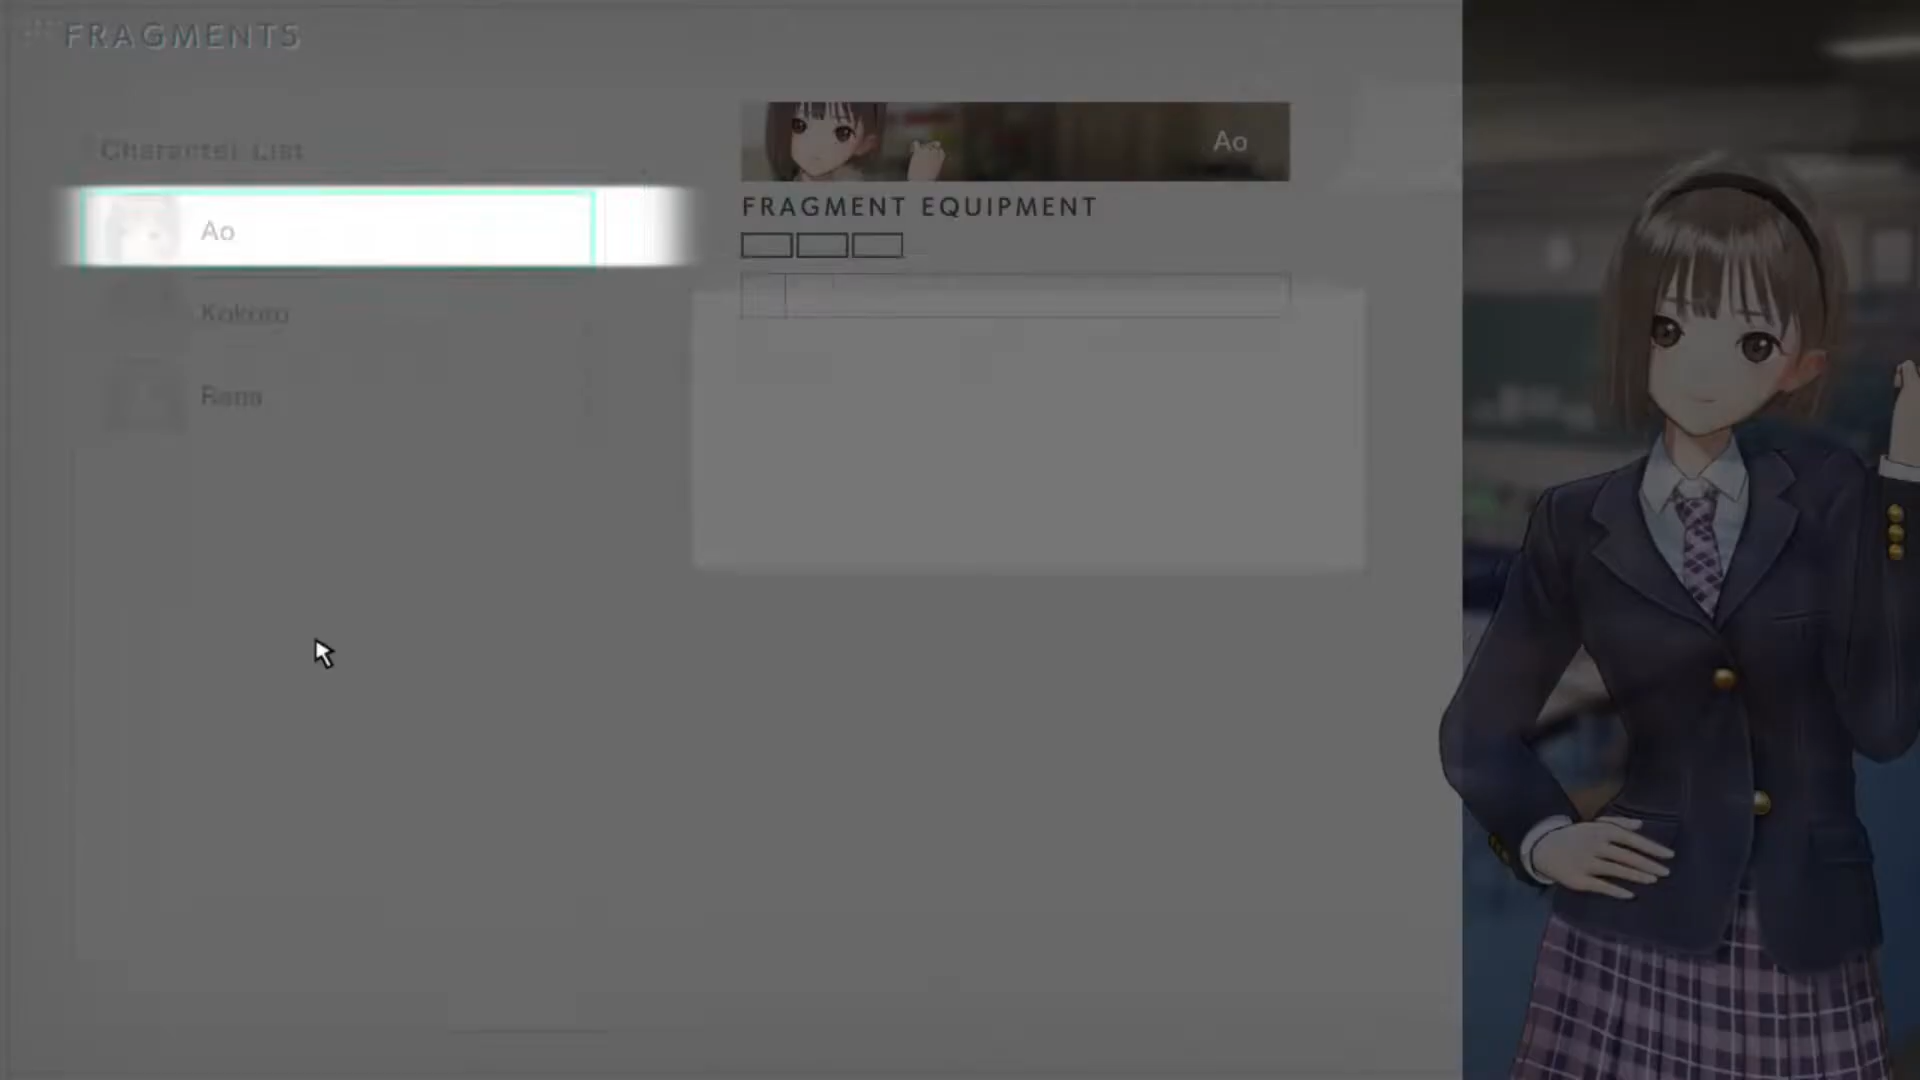 FRAGMENTS
Character List
Ao
Kokoro
Rena
Ao
FRAGMENT EQUIPMENT